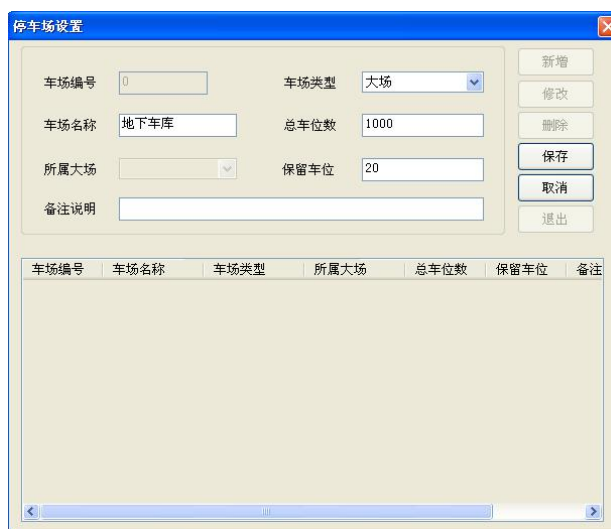 停车场设置
车场编号 0 车场类型 大场 新增
修改
车场名称 地下车库 总车位数 1000 删除
所属大场 保留车位 20 保存
取消
备注说明 退出
车场编号 车场名称 车场类型 所属大场 总车位数 保留车位 备注